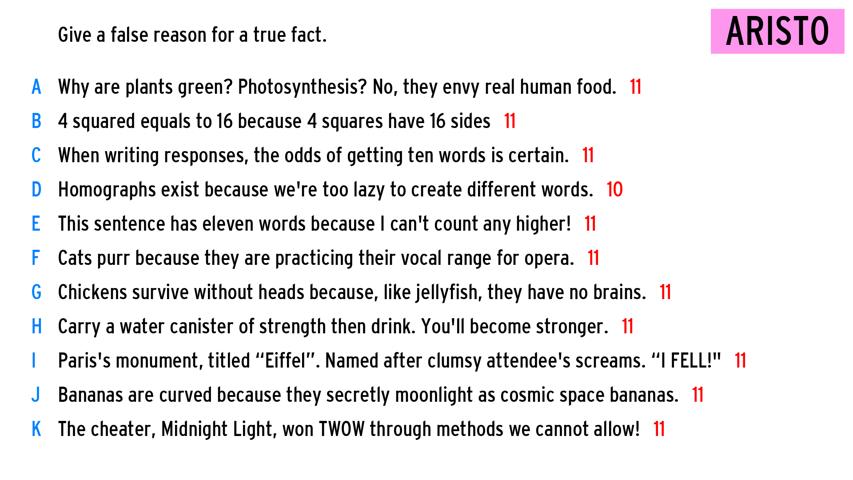 Give a false reason for a true fact.
ARISTO
A Why are plants green? Photosynthesis? No, they envy real human food. 11
B 4 squared equals to 16 because 4 squares have 16 sides 11
C When writing responses, the odds of getting ten words is certain. 11
D Homographs exist because we're too lazy to create different words. 10
E This sentence has eleven words because I can't count any higher! 11
F Cats purr because they are practicing their vocal range for opera. 11
G Chickens survive without heads because, like jellyfish, they have no brains. 11
H Carry a water canister of strength then drink. You'll become stronger. 11
I Paris's monument, titled “Eiffel”. Named after clumsy attendee's screams. “I FELL!" 11
J Bananas are curved because they secretly moonlight as cosmic space bananas. 11
K The cheater, Midnight Light, won TWOW through methods we cannot allow! 11